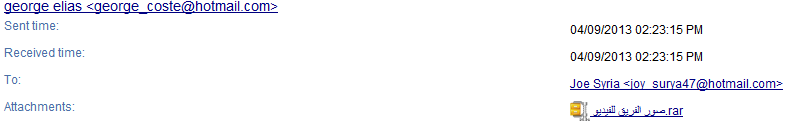 george elias <george_coste@hotmail.com>
Sent time: 04/09/2013 02:23:15 PM
Received time: 04/09/2013 02:23:15 PM
To: Joe Syria <joy_surya47@hotmail.com>
Attachments: صور الفريق للفيديو.rar